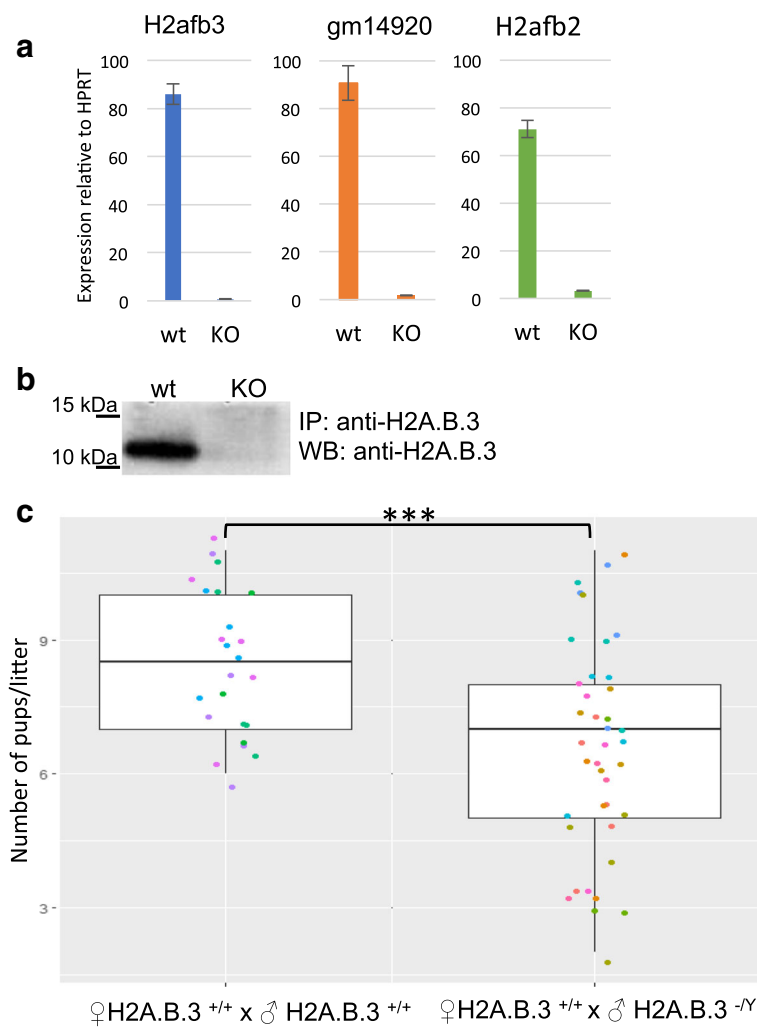 a
H2afb3
gm14920
H2afb2
Expression relative to HPRT
100
80
60
40
20
0
wt KO
100
80
60
40
20
0
wt KO
100
80
60
40
20
0
wt KO
b
wt KO
15 kDa
10 kDa
IP: anti-H2A.B.3
WB: anti-H2A.B.3
c
***
Number of pups/litter
9
6
3
♀H2A.B.3 +/+ x ♂ H2A.B.3 +/+
♀H2A.B.3 +/+ x ♂ H2A.B.3 -/Y